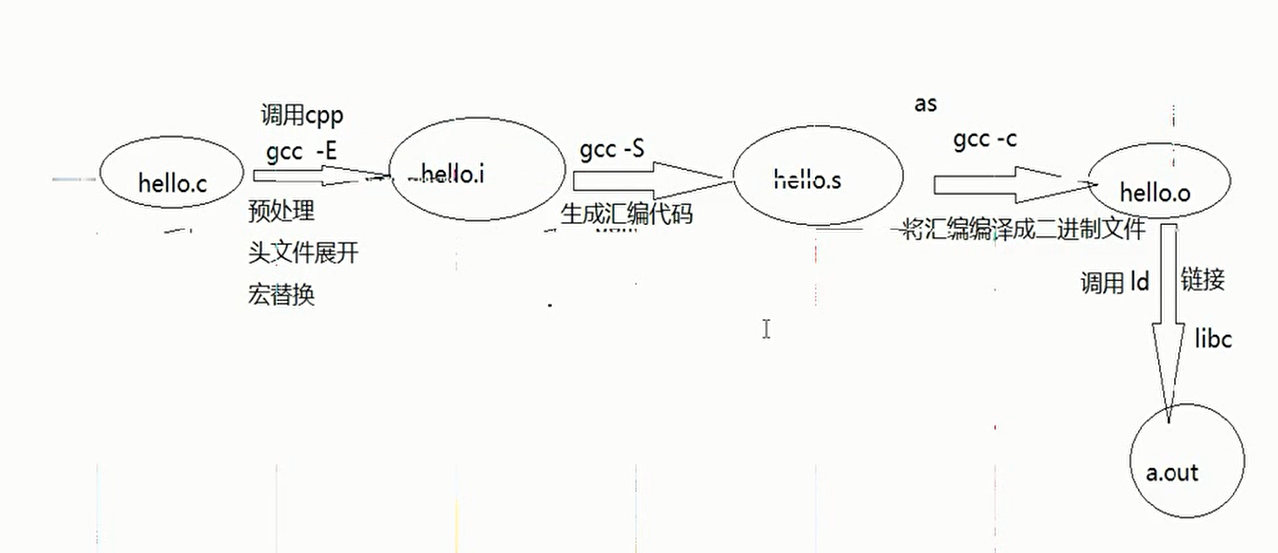 hello.c
调用cpp
gcc -E
预处理
头文件展开
宏替换
hello.i
gcc -S
生成汇编代码
hello.s
as
gcc -c
将汇编编译成二进制文件
hello.o
调用 ld 链接
libc
a.out